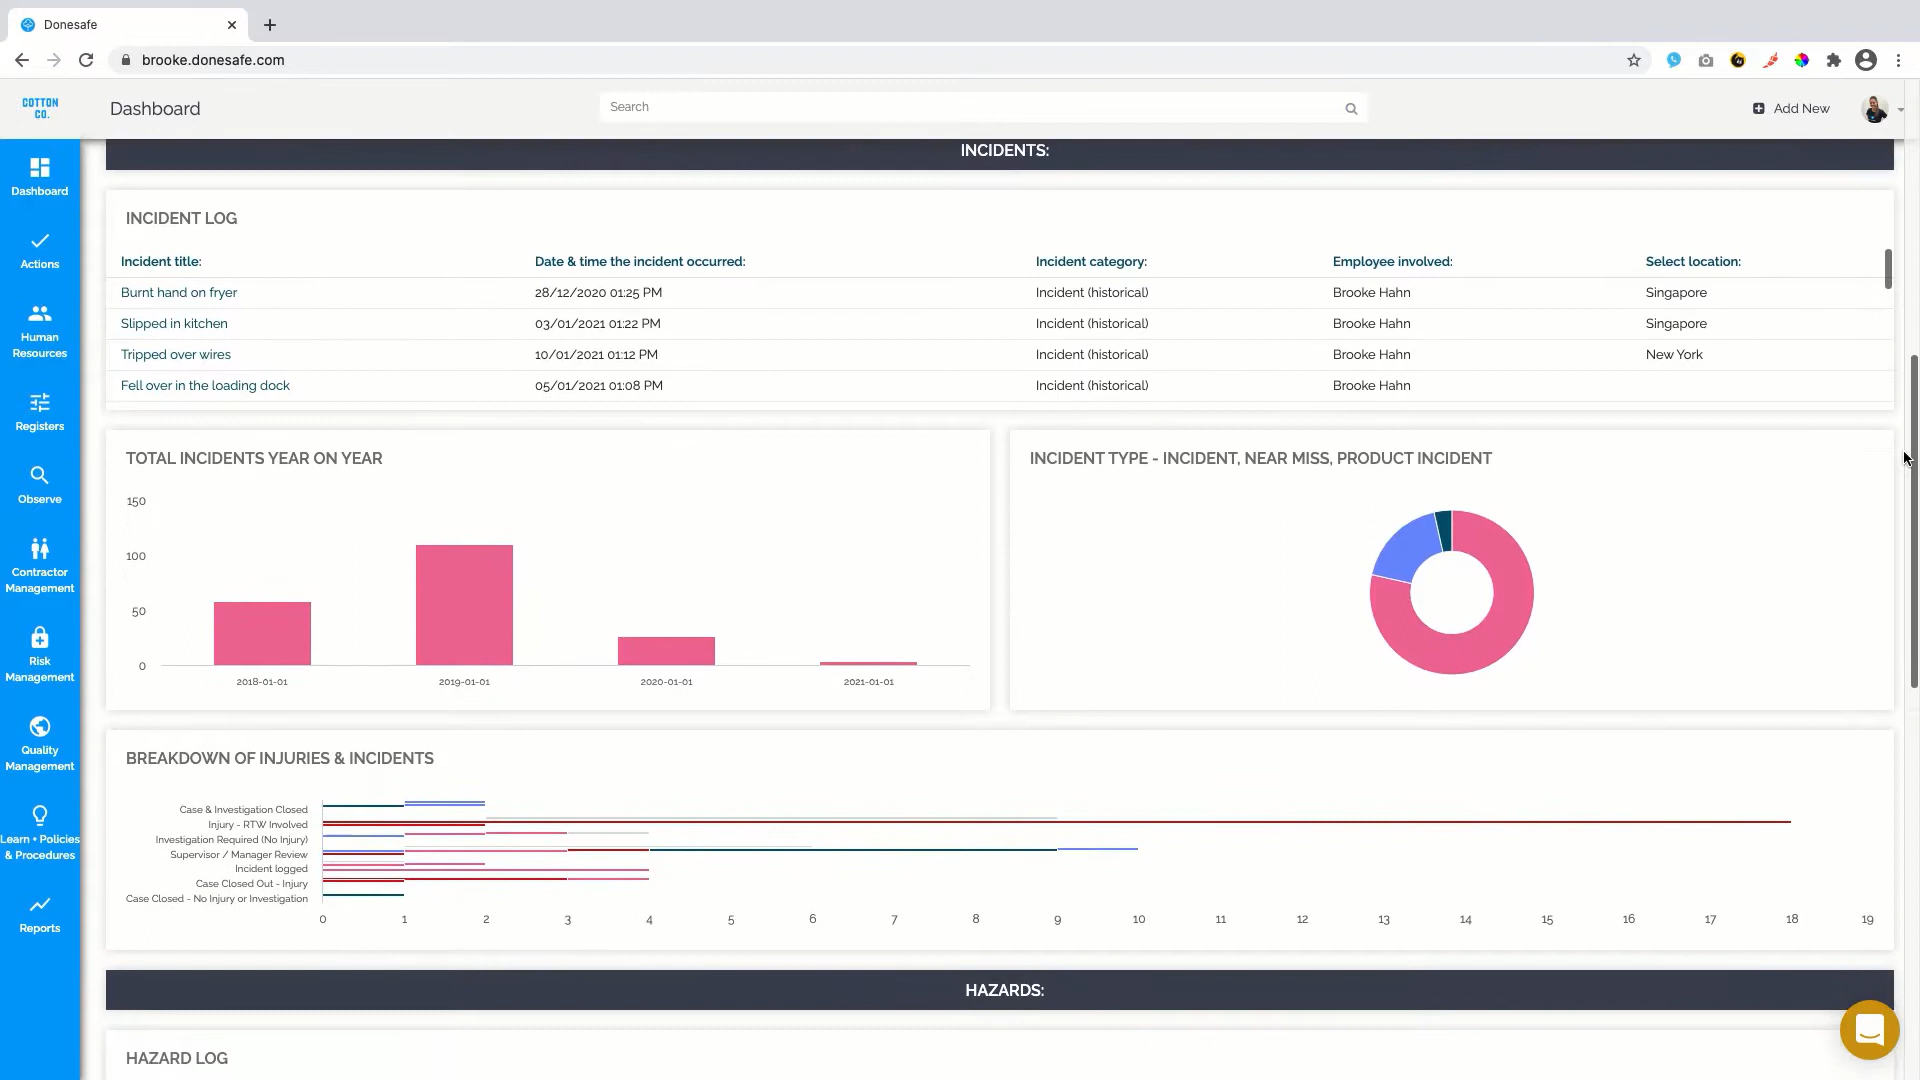 Donesafe
brooke.donesafe.com
COTTON CO.
Dashboard
Search
Add New
Dashboard
Actions
Human Resources
Registers
Observe
Contractor Management
Risk Management
Quality Management
Learn + Policies & Procedures
Reports
INCIDENTS:
INCIDENT LOG
Incident title: Date & time the incident occurred: Incident category: Employee involved: Select location:
Burnt hand on fryer 28/12/2020 01:25 PM Incident (historical) Brooke Hahn Singapore
Slipped in kitchen 03/01/2021 01:22 PM Incident (historical) Brooke Hahn Singapore
Tripped over wires 10/01/2021 01:12 PM Incident (historical) Brooke Hahn New York
Fell over in the loading dock 05/01/2021 01:08 PM Incident (historical) Brooke Hahn
TOTAL INCIDENTS YEAR ON YEAR
150
100
50
0
2018-01-01 2019-01-01 2020-01-01 2021-01-01
INCIDENT TYPE - INCIDENT, NEAR MISS, PRODUCT INCIDENT
BREAKDOWN OF INJURIES & INCIDENTS
Case & Investigation Closed
Injury - RTW Involved
Investigation Required (No Injury)
Supervisor / Manager Review
Incident logged
Case Closed Out - Injury
Case Closed - No Injury or Investigation
0 1 2 3 4 5 6 7 8 9 10 11 12 13 14 15 16 17 18 19
HAZARDS:
HAZARD LOG